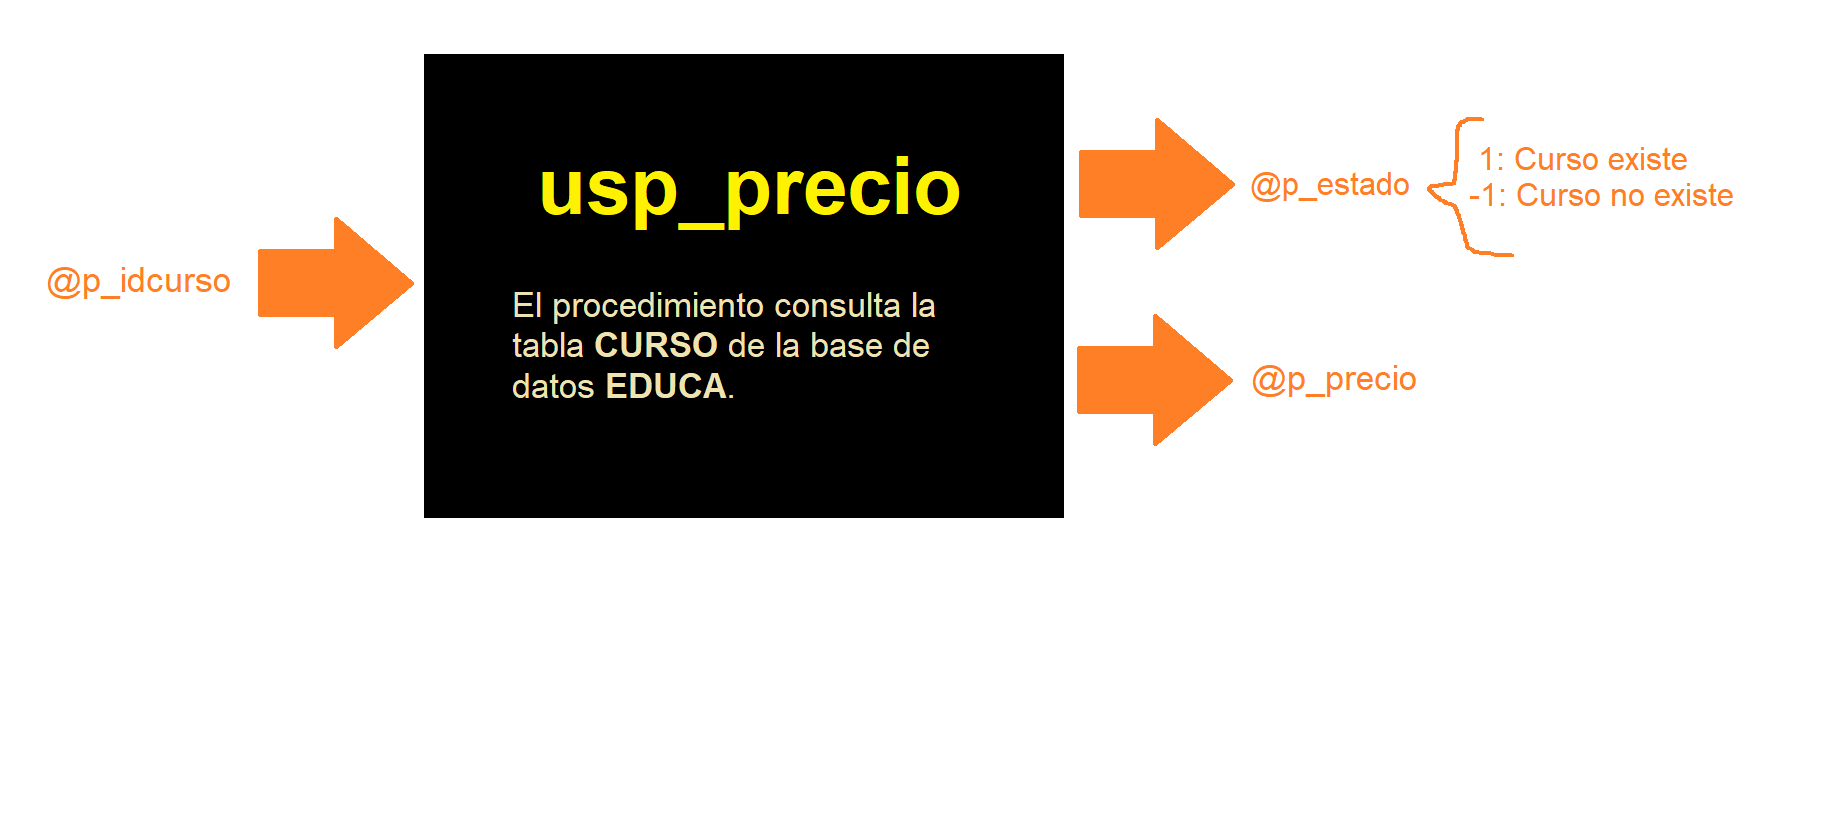 @p_idcurso
usp_precio
El procedimiento consulta la
tabla CURSO de la base de
datos EDUCA.
@p_estado
1: Curso existe
-1: Curso no existe
@p_precio